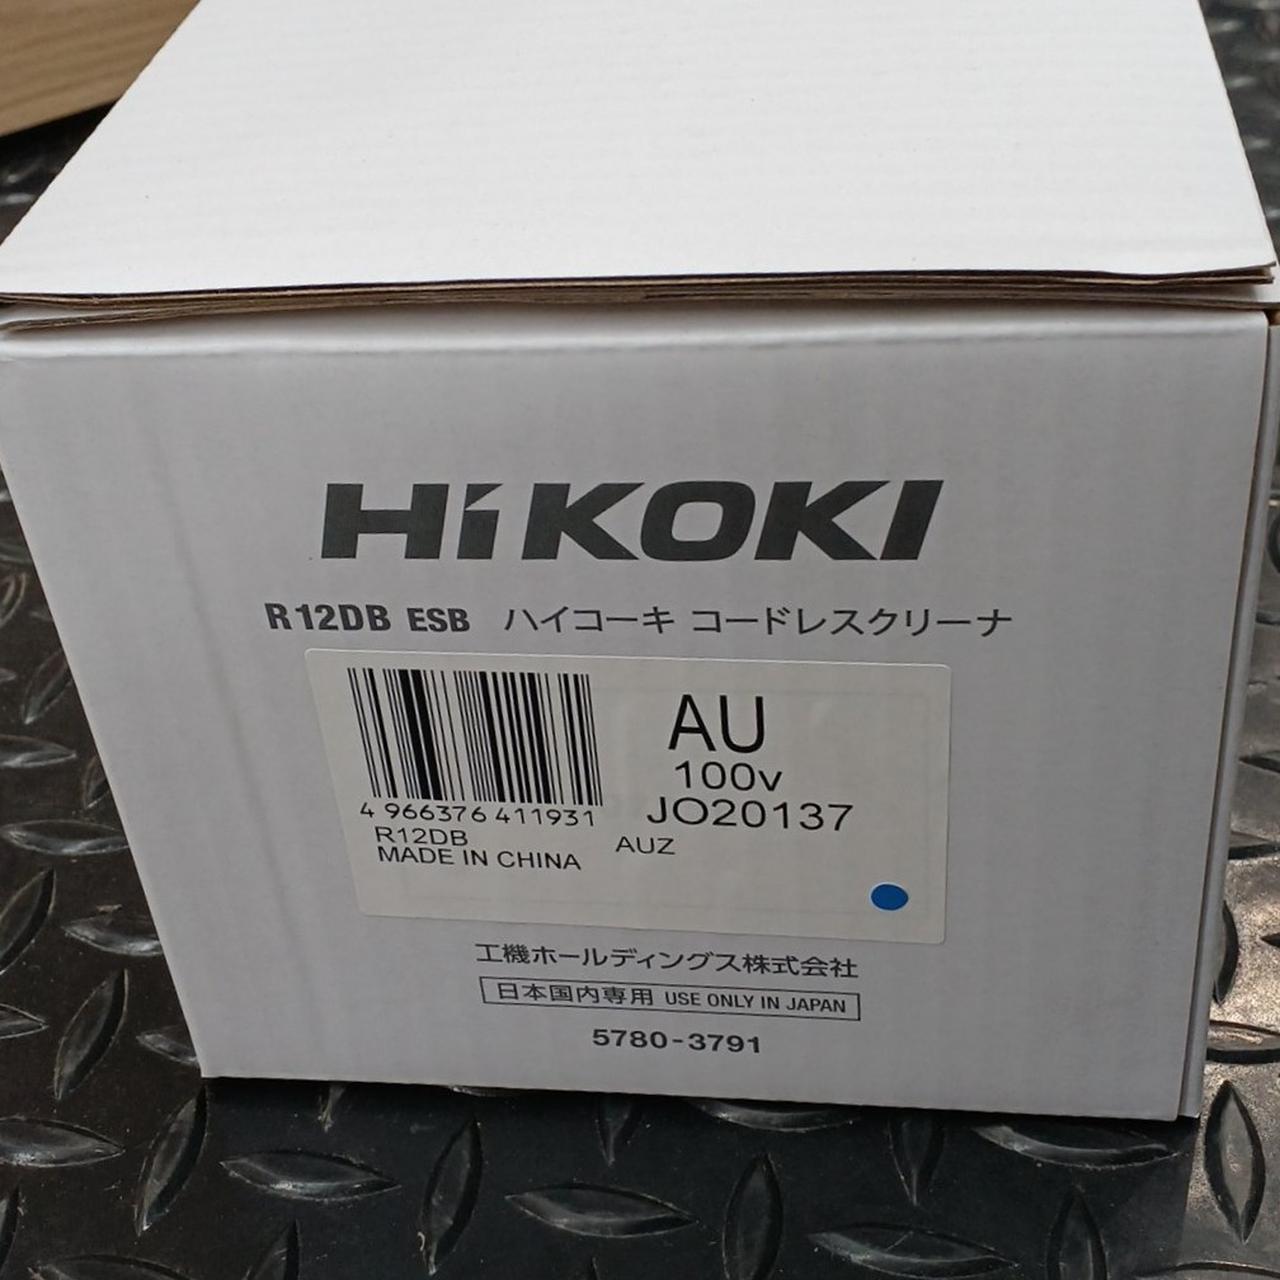 HiKOKI
R12DB ESB ハイコーキ コードレスクリーナ
AU
100v
4 966376 411931 JO20137
R12DB AUZ
MADE IN CHINA
工機ホールディングス株式会社
日本国内専用 USE ONLY IN JAPAN
5780-3791